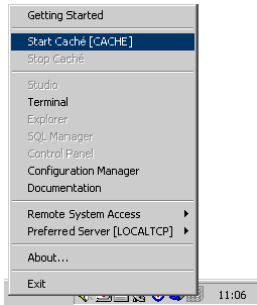 Getting Started
Start Caché [CACHE]
Stop Caché
Studio
Terminal
Explorer
SQL Manager
Control Panel
Configuration Manager
Documentation
Remote System Access
Preferred Server [LOCALTCP]
About...
Exit
11:06